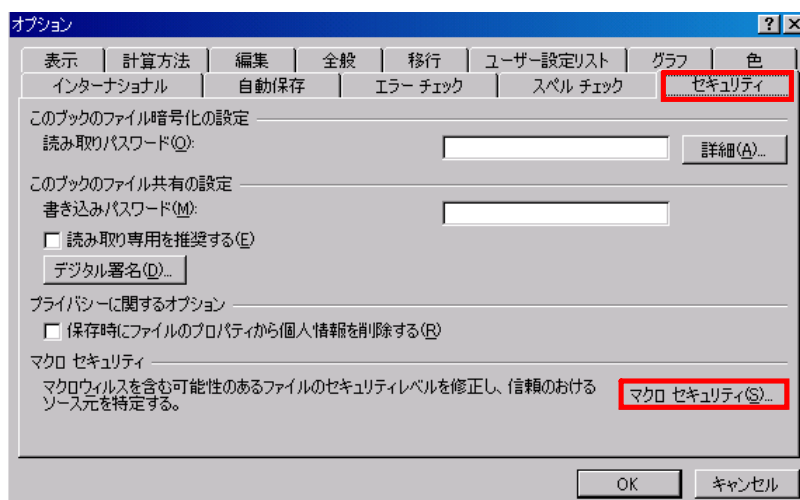 オプション
表示 計算方法 編集 全般 移行 ユーザー設定リスト グラフ 色
インターナショナル 自動保存 エラー チェック スペル チェック セキュリティ
このブックのファイル暗号化の設定
読み取りパスワード(O):
詳細(A)...
このブックのファイル共有の設定
書き込みパスワード(M):
読み取り専用を推奨する(E)
デジタル署名(D)...
プライバシーに関するオプション
保存時にファイルのプロパティから個人情報を削除する(R)
マクロ セキュリティ
マクロウィルスを含む可能性のあるファイルのセキュリティレベルを修正し、信頼のおける
ソース元を特定する。
マクロ セキュリティ(S)...
OK キャンセル